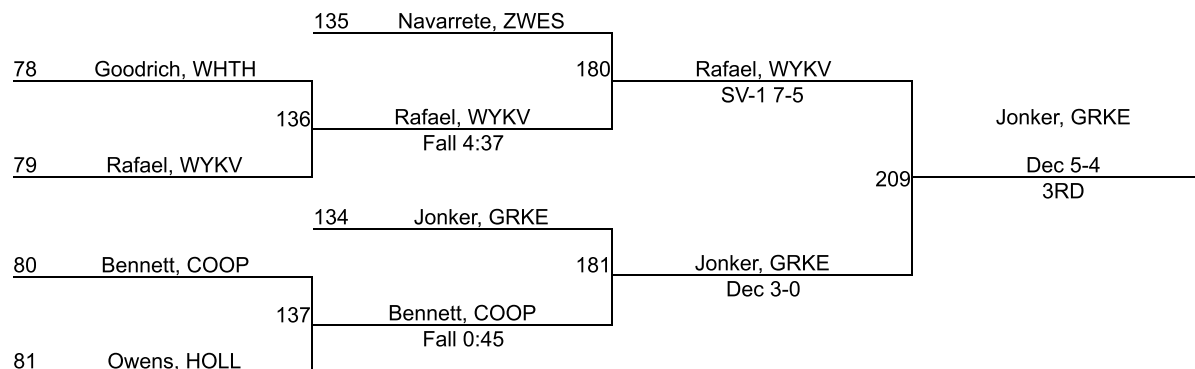 135 Navarrete, ZWES
78 Goodrich, WHTH
180 Rafael, WYKV
SV-1 7-5
136 Rafael, WYKV
Fall 4:37
Jonker, GRKE
79 Rafael, WYKV
Dec 5-4
209
3RD
134 Jonker, GRKE
80 Bennett, COOP
181 Jonker, GRKE
Dec 3-0
137 Bennett, COOP
Fall 0:45
81 Owens, HOLL